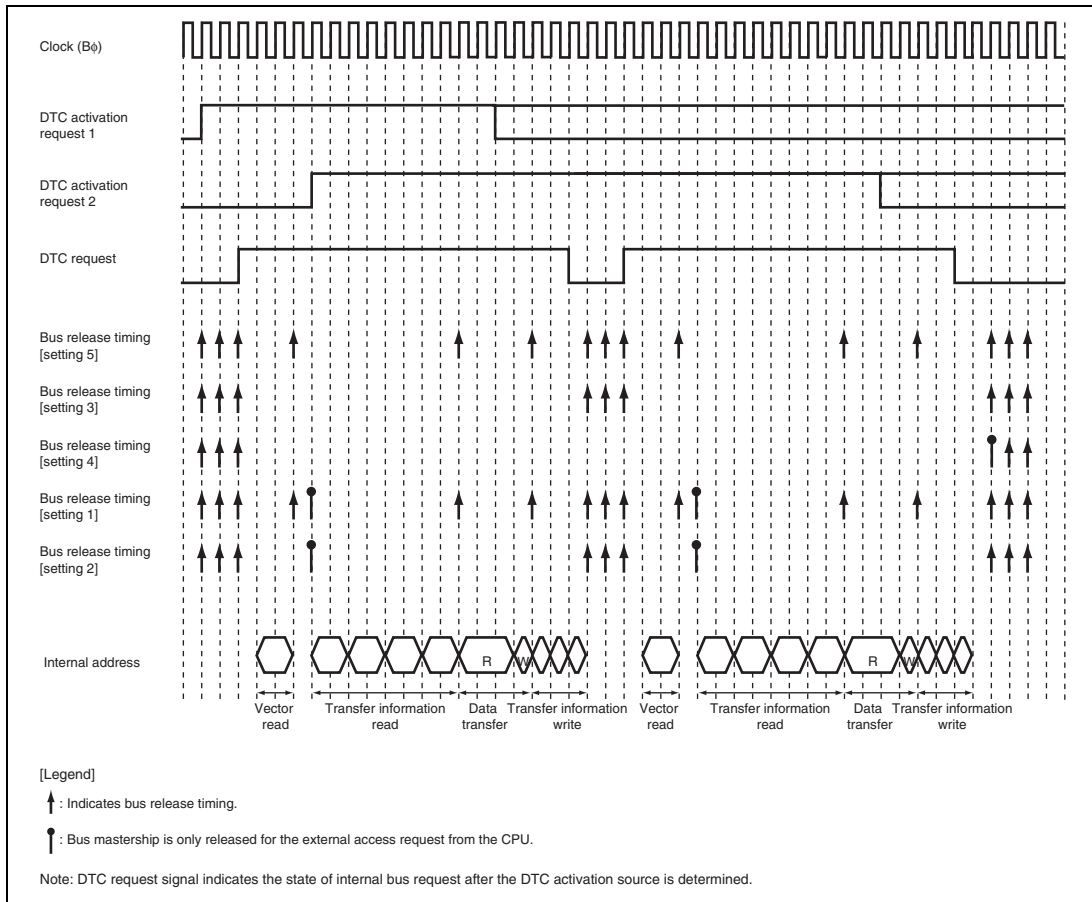 Clock (Bϕ)
DTC activation
request 1
DTC activation
request 2
DTC request
Bus release timing
[setting 5]
Bus release timing
[setting 3]
Bus release timing
[setting 4]
Bus release timing
[setting 1]
Bus release timing
[setting 2]
Internal address
R
W
R
W
Vector
read
Transfer information
read
Data
transfer
Transfer information
write
Vector
read
Transfer information
read
Data
transfer
Transfer information
write
[Legend]
: Indicates bus release timing.
: Bus mastership is only released for the external access request from the CPU.
Note: DTC request signal indicates the state of internal bus request after the DTC activation source is determined.